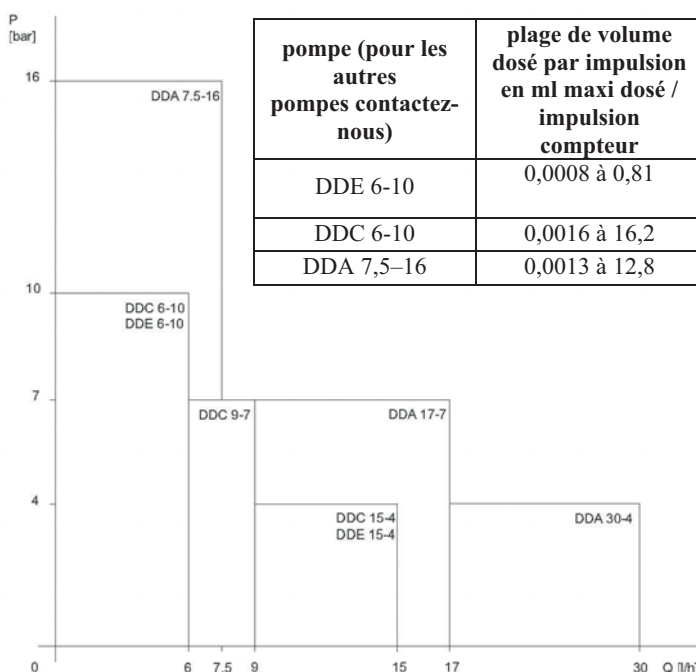 P
[bar]
16
DDA 7.5-16
10
DDC 6-10
DDE 6-10
7
DDC 9-7
DDA 17-7
4
DDC 15-4
DDE 15-4
DDA 30-4
0
6
7.5
9
15
17
30
Q [l/h]
pompe (pour les
autres
pompes contactez-
nous)
plage de volume
dosé par impulsion
en ml maxi dosé /
impulsion
compteur
DDE 6-10
0,0008 à 0,81
DDC 6-10
0,0016 à 16,2
DDA 7,5–16
0,0013 à 12,8